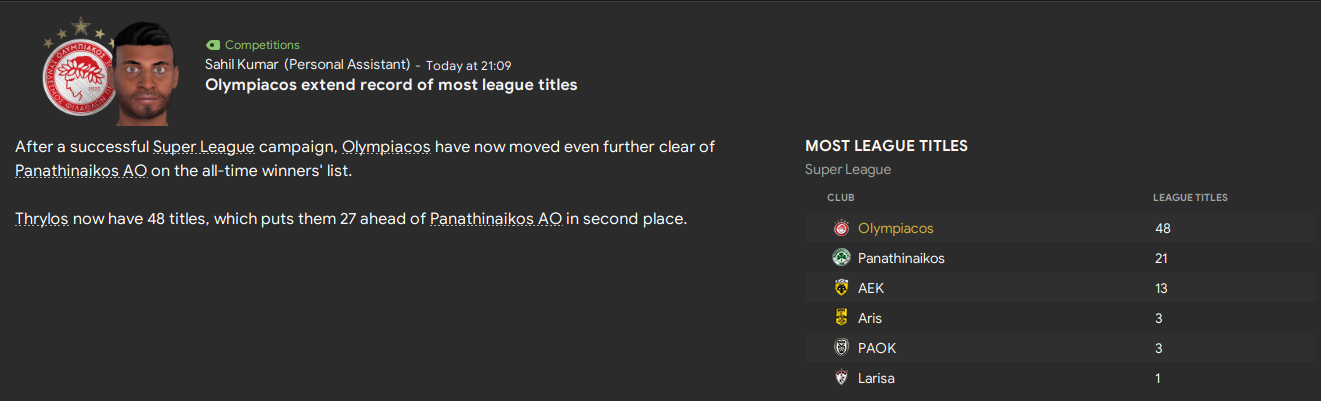 Competitions
Sahil Kumar (Personal Assistant) - Today at 21:09
Olympiacos extend record of most league titles
After a successful Super League campaign, Olympiacos have now moved even further clear of
Panathinaikos AO on the all-time winners' list.
Thrylos now have 48 titles, which puts them 27 ahead of Panathinaikos AO in second place.
MOST LEAGUE TITLES
Super League
CLUB LEAGUE TITLES
Olympiacos 48
Panathinaikos 21
AEK 13
Aris 3
PAOK 3
Larisa 1